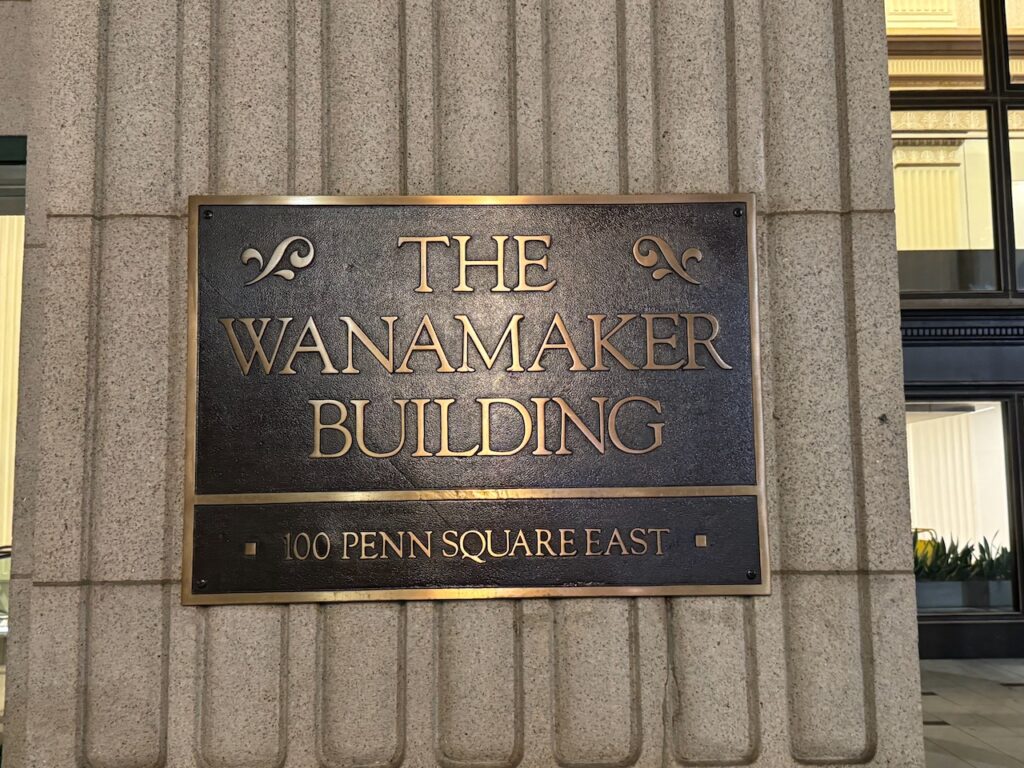 THE
WANAMAKER
BUILDING
100 PENN SQUARE EAST